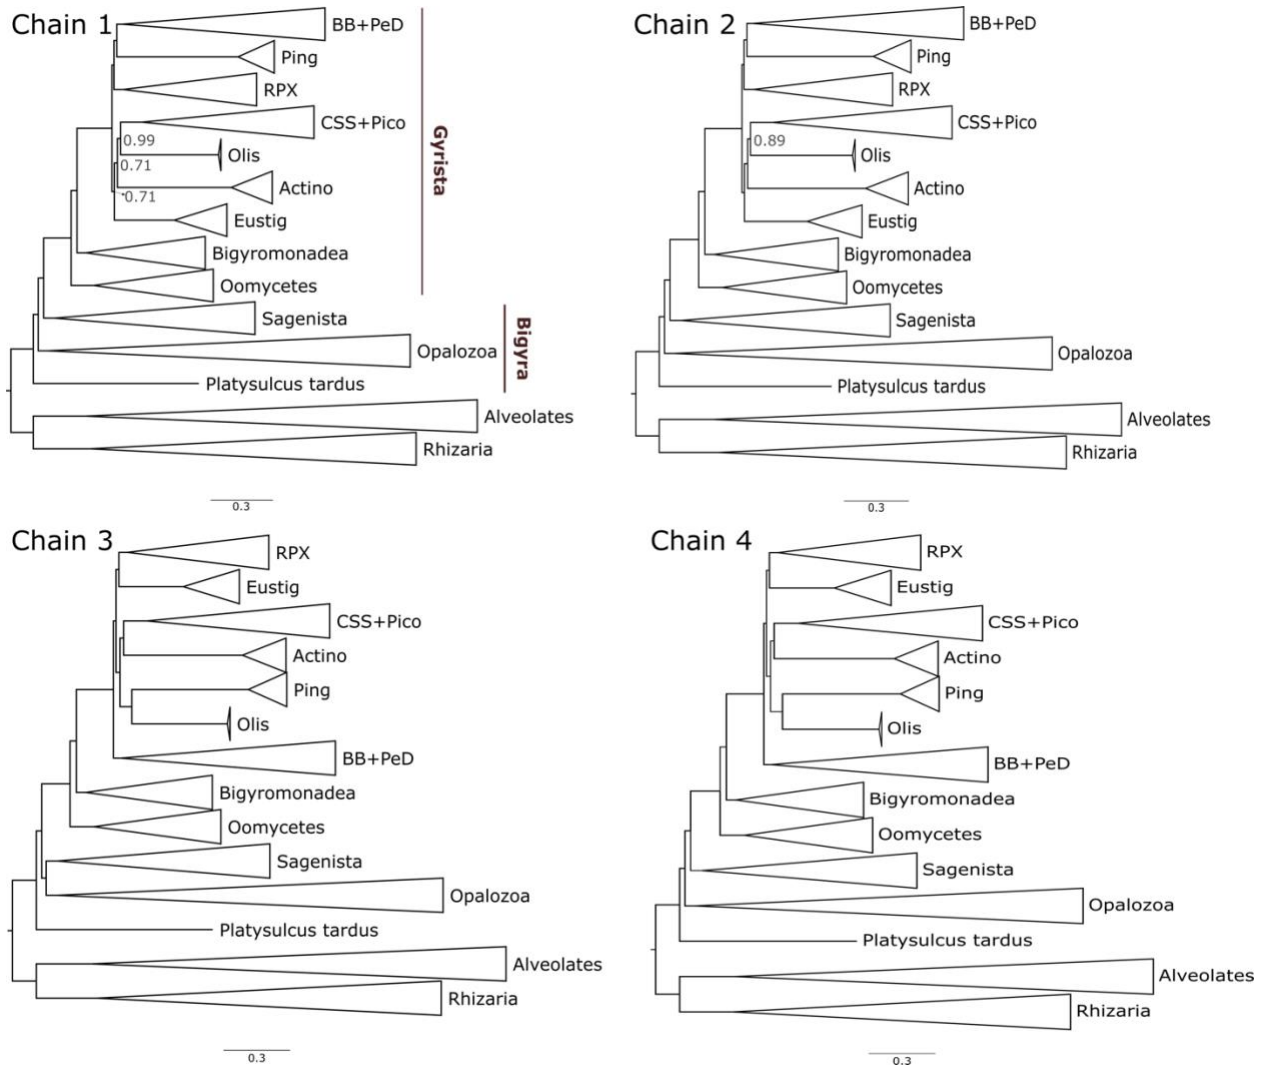 Chain 1
BB+PeD
Ping
RPX
CSS+Pico
0.99
Olis
0.71
Actino
0.71
Eustig
Bigyromonadea
Oomycetes
Sagenista
Opalozoa
Platysulcus tardus
Alveolates
Rhizaria
Gyrista
Bigyra
0.3
Chain 2
BB+PeD
Ping
RPX
CSS+Pico
0.89
Olis
Actino
Eustig
Bigyromonadea
Oomycetes
Sagenista
Opalozoa
Platysulcus tardus
Alveolates
Rhizaria
0.3
Chain 3
RPX
Eustig
CSS+Pico
Actino
Ping
Olis
BB+PeD
Bigyromonadea
Oomycetes
Sagenista
Opalozoa
Platysulcus tardus
Alveolates
Rhizaria
0.3
Chain 4
RPX
Eustig
CSS+Pico
Actino
Ping
Olis
BB+PeD
Bigyromonadea
Oomycetes
Sagenista
Opalozoa
Platysulcus tardus
Alveolates
Rhizaria
0.3